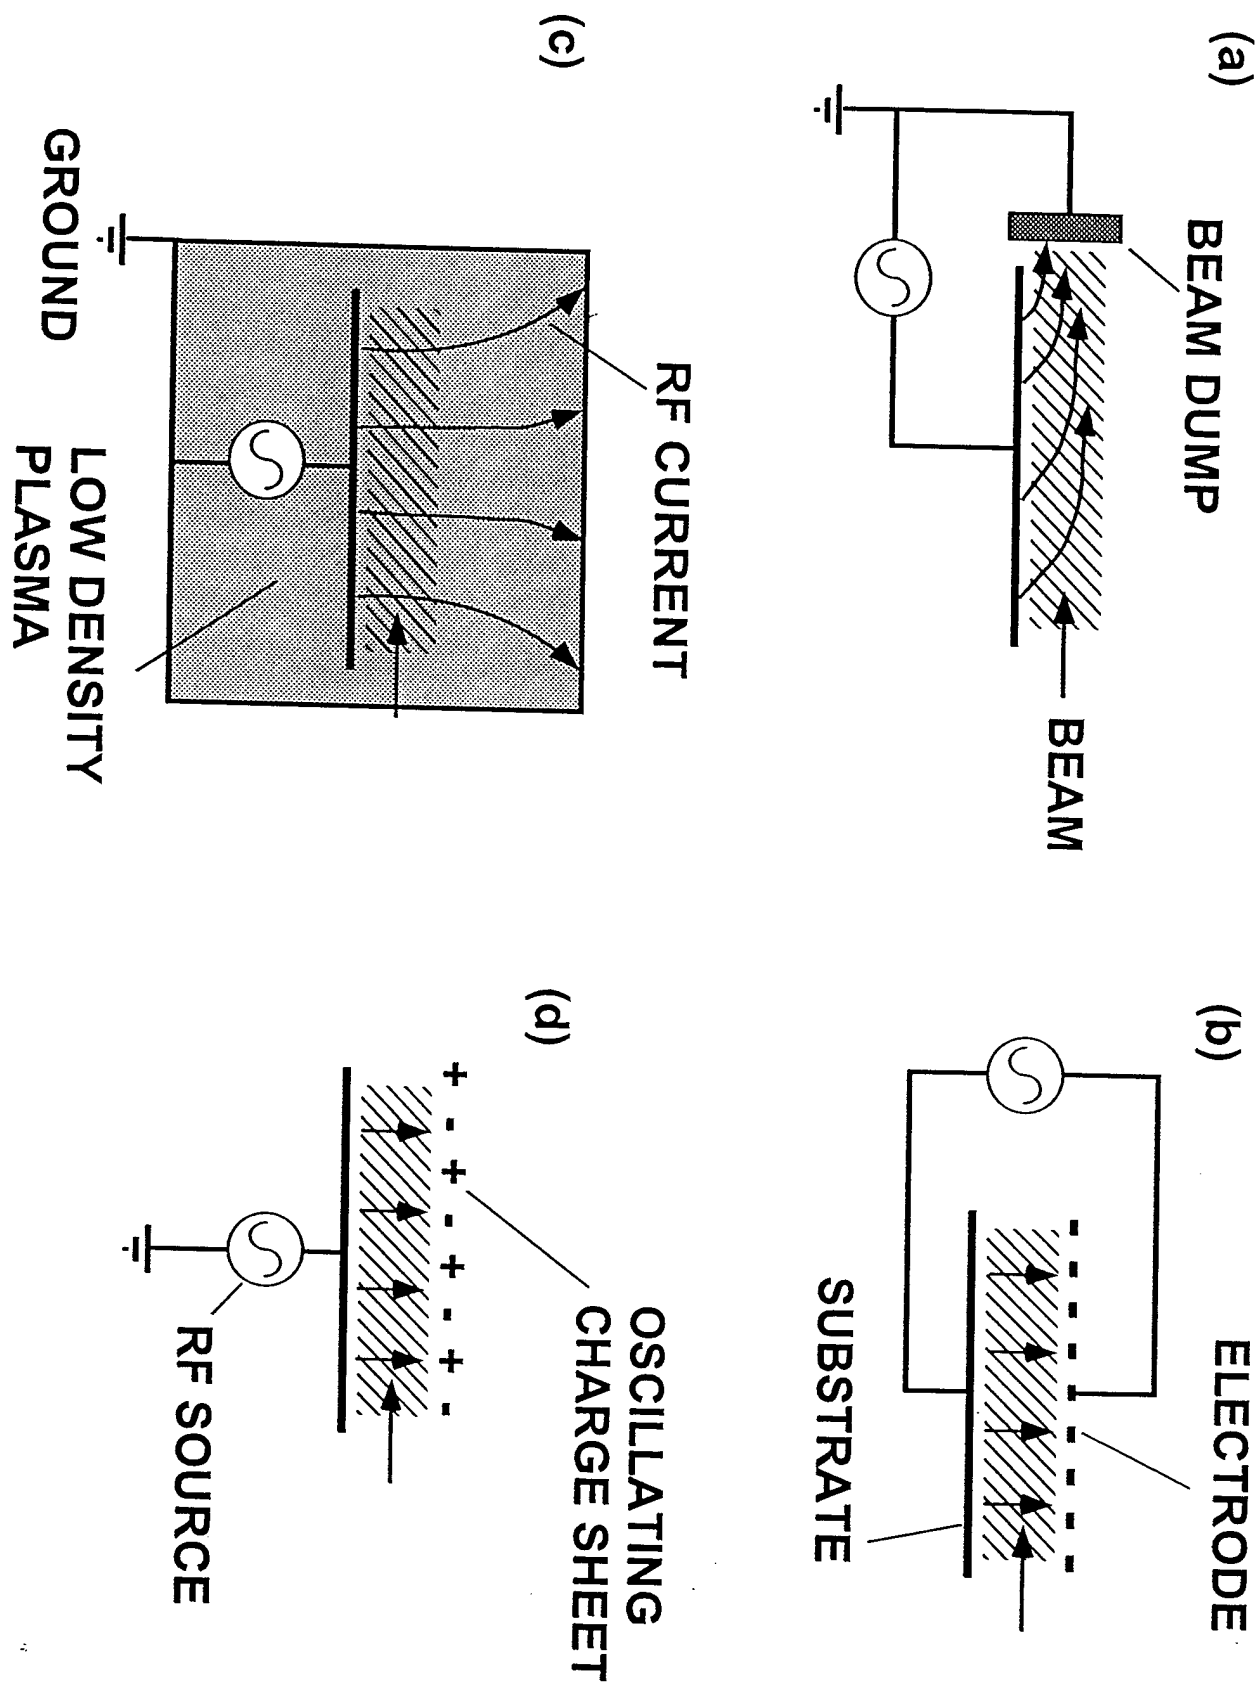 (a)
BEAM DUMP
BEAM
(b)
ELECTRODE
SUBSTRATE
(c)
RF CURRENT
GROUND
LOW DENSITY
PLASMA
(d)
OSCILLATING
CHARGE SHEET
RF SOURCE